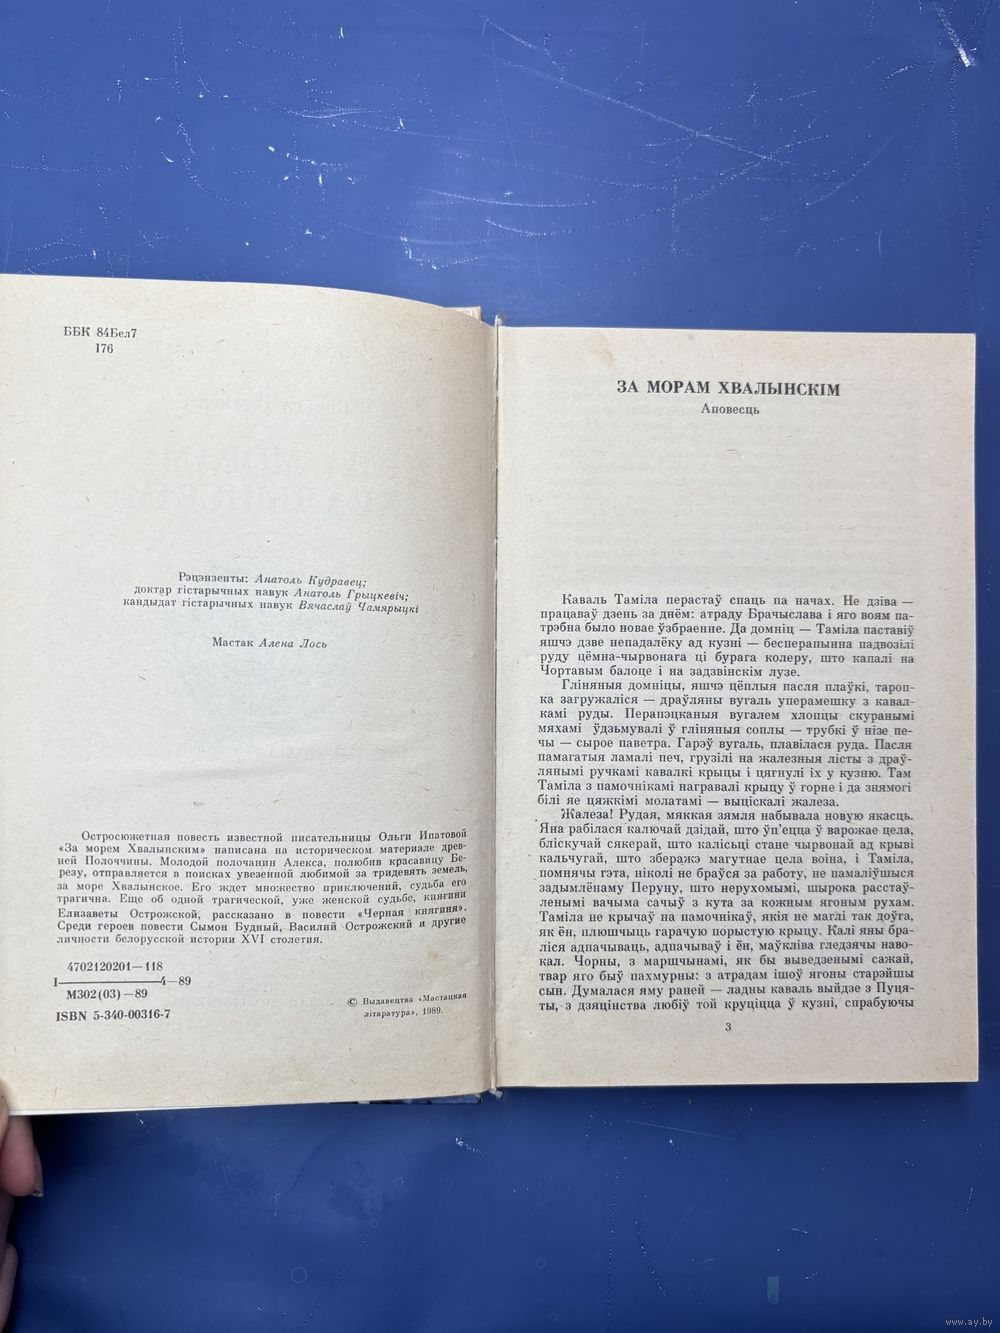 ББК 84Бел7
І76
Рэцэнзенты: Анатоль Кудравец;
доктар гістарычных навук Анатоль Грыцкевіч;
кандыдат гістарычных навук Вячаслаў Чамярыцкі
Мастак Алена Лось
Остросюжетная повесть известной писательницы Ольги Ипатовой
«За морем Хвалынским» написана на историческом материале древ-
ней Полоччины. Молодой полочанин Алекса, полюбив красавицу Бе-
резу, отправляется в поисках увезенной любимой за тридевять земель,
за море Хвалынское. Его ждет множество приключений, судьба его
трагична. Еще об одной трагической, уже женской судьбе, княгини
Елизаветы Острожской, рассказано в повести «Черная княгиня».
Среди героев повести Сымон Будный, Василий Острожский и другие
личности белорусской истории XVI столетия.
4702120201—118
І————4—89
М302(03)—89
ISBN 5-340-00316-7
© Выдавецтва «Мастацкая
літаратура», 1989.
ЗА МОРАМ ХВАЛЫНСКІМ
Аповесць
Каваль Таміла перастаў спаць па начах. Не дзіва —
працаваў дзень за днём: атраду Брачыслава і яго воям па-
трэбна было новае ўзбраенне. Да домніц — Таміла паставіў
яшчэ дзве непадалёку ад кузні — бесперапынна падвозілі
руду цёмна-чырвонага ці бурага колеру, што капалі на
Чортавым балоце і на задзвінскім лузе.
Гліняныя домніцы, яшчэ цёплыя пасля плаўкі, тароп-
ка загружаліся — драўляны вугаль уперамешку з кавал-
камі руды. Перапэцканыя вугалем хлопцы скуранымі
мяхамі ўдзьмувалі ў гліняныя соплы — трубкі ў нізе пе-
чы — сырое паветра. Гарэў вугаль, плавілася руда. Пасля
памагатыя ламалі печ, грузілі на жалезныя лісты з драў-
лянымі ручкамі кавалкі крыцы і цягнулі іх у кузню. Там
Таміла з памочнікамі награвалі крыцу ў горне і да знямогі
білі яе цяжкімі молатамі — выціскалі жалеза.
Жалеза! Рудая, мяккая зямля набывала новую якасць.
Яна рабілася калючай дзідай, што ўп'ецца ў варожае цела,
бліскучай сякерай, што калісьці стане чырвонай ад крыві
кальчугай, што зберажэ магутнае цела воіна, і Таміла,
помнячы гэта, ніколі не браўся за работу, не памаліўшыся
задымлёнаму Перуну, што нерухомымі, шырока расстаў-
ленымі вачыма сачыў з кута за кожным ягоным рухам.
Таміла не крычаў на памочнікаў, якія не маглі так доўга,
як ён, плюшчыць гарачую порыстую крыцу. Калі яны бра-
ліся адпачываць, адпачываў і ён, маўкліва гледзячы наво-
кал. Чорны, з маршчынамі, як бы выведзенымі сажай,
твар яго быў пахмурны: з атрадам ішоў ягоны старэйшы
сын. Думалася яму раней — ладны каваль выйдзе з Пуця-
ты, з дзяцінства любіў той круціцца ў кузні, спрабуючы
3
www.ay.by